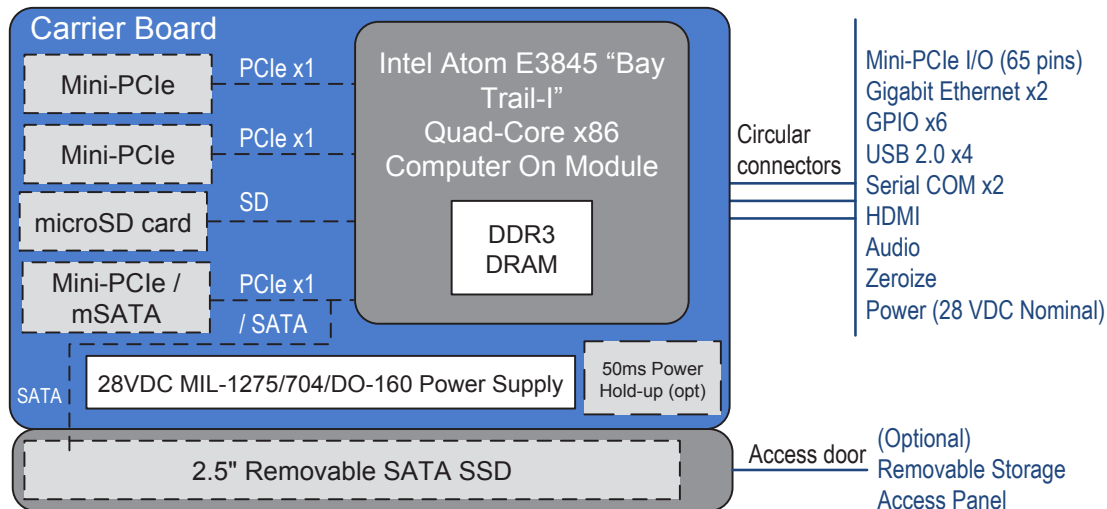 Carrier Board
Mini-PCIe
PCIe x1
Mini-PCIe
PCIe x1
microSD card
SD
Mini-PCIe /
mSATA
PCIe x1
/ SATA
Intel Atom E3845 “Bay
Trail-I”
Quad-Core x86
Computer On Module
DDR3
DRAM
SATA
28VDC MIL-1275/704/DO-160 Power Supply
50ms Power
Hold-up (opt)
2.5" Removable SATA SSD
Circular
connectors
Mini-PCIe I/O (65 pins)
Gigabit Ethernet x2
GPIO x6
USB 2.0 x4
Serial COM x2
HDMI
Audio
Zeroize
Power (28 VDC Nominal)
Access door
(Optional)
Removable Storage
Access Panel